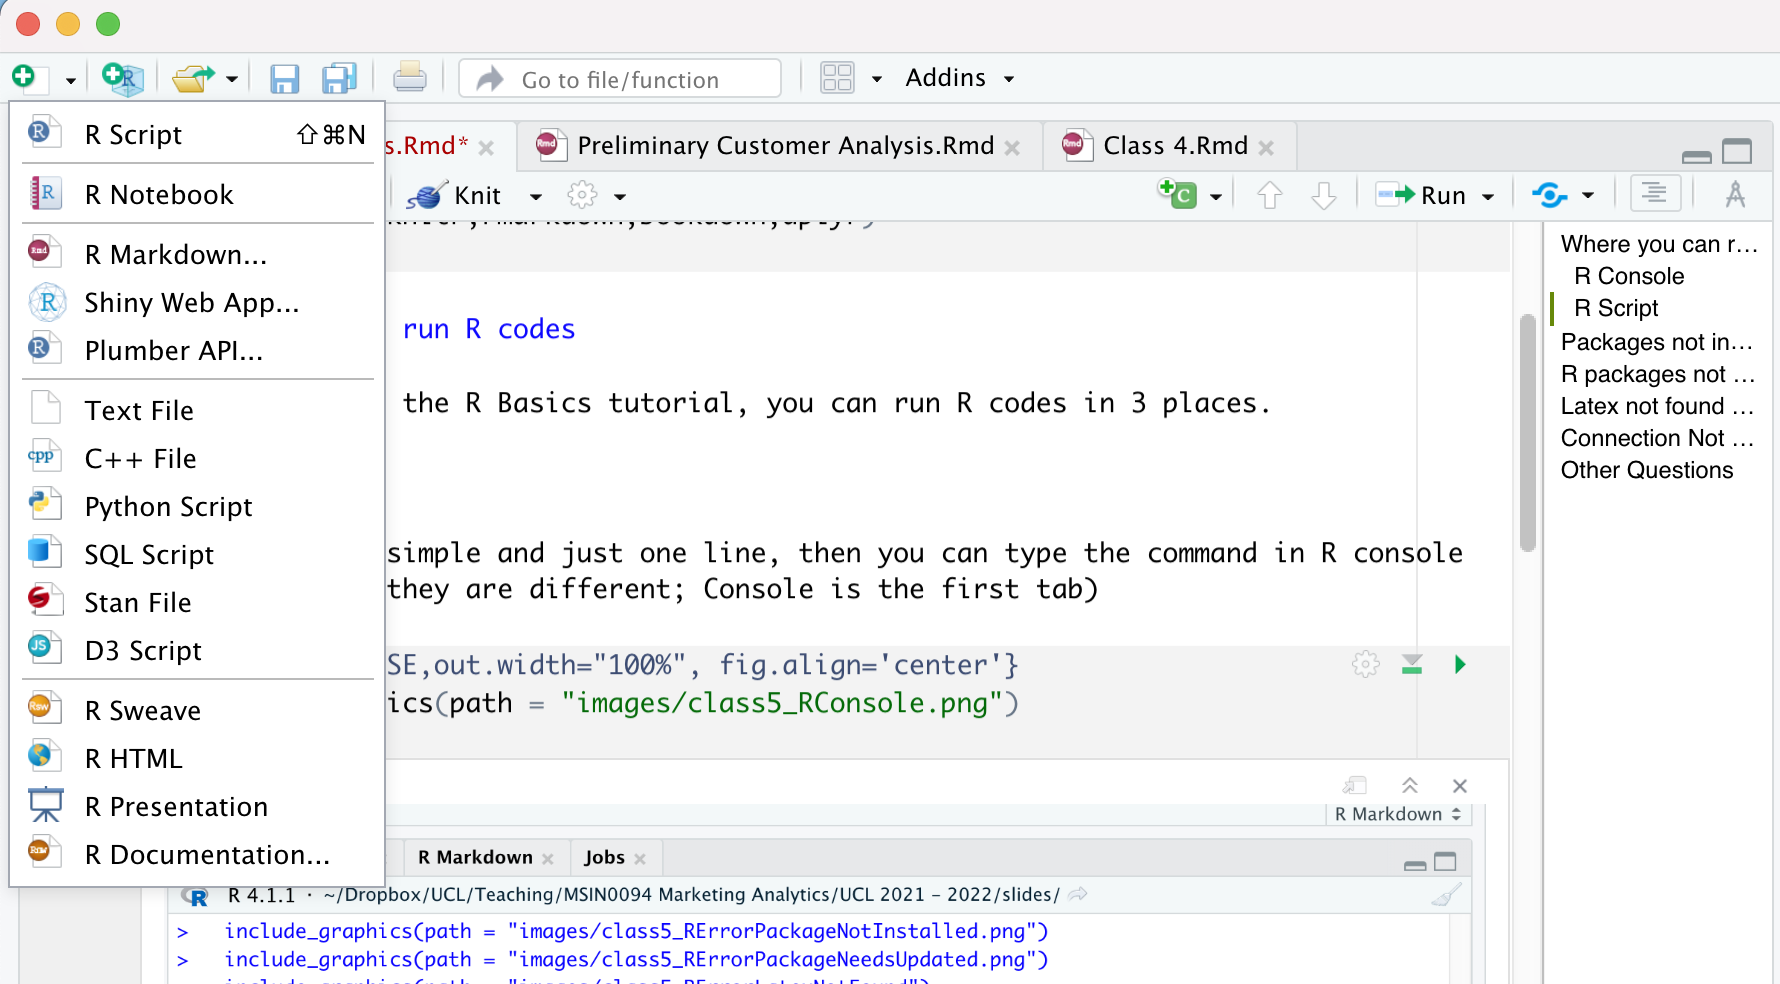 Go to file/function
Addins
R Script ⇧⌘N
R Notebook
R Markdown...
Shiny Web App...
Plumber API...
Text File
C++ File
Python Script
SQL Script
Stan File
D3 Script
R Sweave
R HTML
R Presentation
R Documentation...
s.Rmd*
Preliminary Customer Analysis.Rmd
Class 4.Rmd
Knit
Run
run R codes
the R Basics tutorial, you can run R codes in 3 places.
simple and just one line, then you can type the command in R console
they are different; Console is the first tab)
SE,out.width="100%", fig.align='center'}
ics(path = "images/class5_RConsole.png")
Where you can r...
R Console
R Script
Packages not in...
R packages not ...
Latex not found ...
Connection Not ...
Other Questions
R Markdown
R Markdown
Jobs
R 4.1.1 · ~/Dropbox/UCL/Teaching/MSIN0094 Marketing Analytics/UCL 2021 – 2022/slides/
> include_graphics(path = "images/class5_RErrorPackageNotInstalled.png")
> include_graphics(path = "images/class5_RErrorPackageNeedsUpdated.png")